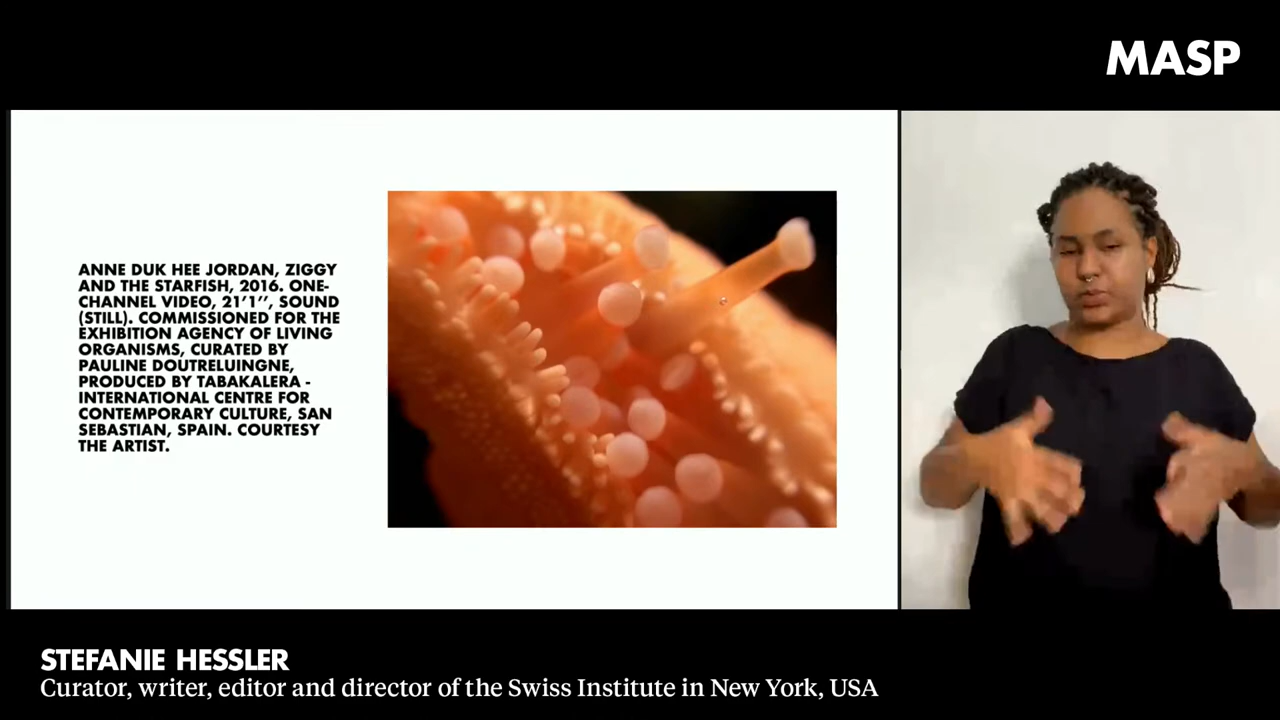 MASP
ANNE DUK HEE JORDAN, ZIGGY
AND THE STARFISH, 2016. ONE-
CHANNEL VIDEO, 21'1'', SOUND
(STILL). COMMISSIONED FOR THE
EXHIBITION AGENCY OF LIVING
ORGANISMS, CURATED BY
PAULINE DOUTRELUINGNE,
PRODUCED BY TABAKALERA -
INTERNATIONAL CENTRE FOR
CONTEMPORARY CULTURE, SAN
SEBASTIAN, SPAIN. COURTESY
THE ARTIST.
STEFANIE HESSLER
Curator, writer, editor and director of the Swiss Institute in New York, USA